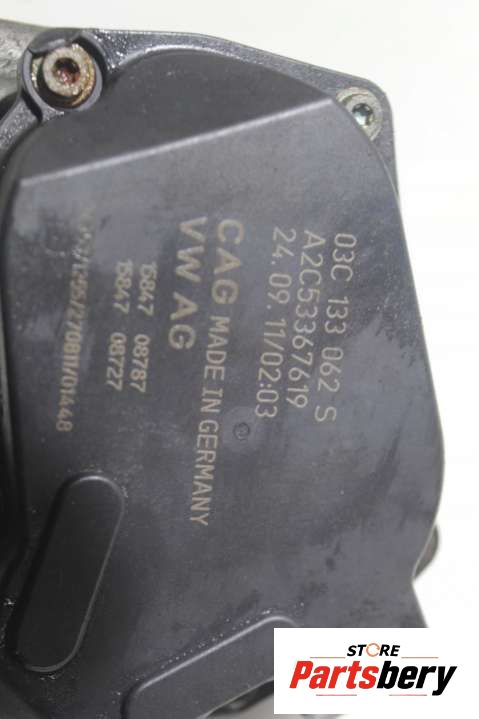 03C 133 062 S
A2C53367619
24.09.11/02:03
CAG MADE IN GERMANY
VW AG
15847 08787
15847 08727
STORE
Partsbery